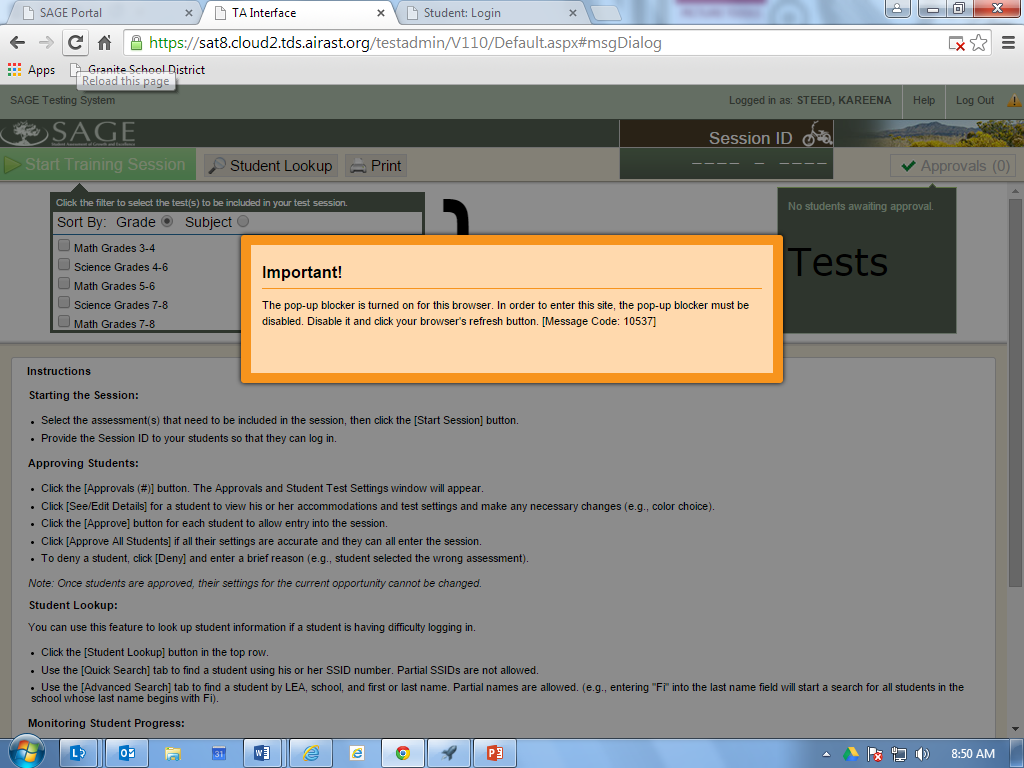 SAGE Portal
TA Interface
Student: Login
https://sat8.cloud2.tds.airast.org/testadmin/V110/Default.aspx#msgDialog
Apps
Granite School District
Reload this page
SAGE Testing System
Logged in as: STEED, KAREENA
Help
Log Out
SAGE
Session ID
---- - ----
Start Training Session
Student Lookup
Print
Approvals (0)
Click the filter to select the test(s) to be included in your test session.
Sort By: Grade Subject
Math Grades 3-4
Science Grades 4-6
Math Grades 5-6
Science Grades 7-8
Math Grades 7-8
No students awaiting approval.
Tests
Important!
The pop-up blocker is turned on for this browser. In order to enter this site, the pop-up blocker must be
disabled. Disable it and click your browser's refresh button. [Message Code: 10537]
Instructions
Starting the Session:
Select the assessment(s) that need to be included in the session, then click the [Start Session] button.
Provide the Session ID to your students so that they can log in.
Approving Students:
Click the [Approvals (#)] button. The Approvals and Student Test Settings window will appear.
Click [See/Edit Details] for a student to view his or her accommodations and test settings and make any necessary changes (e.g., color choice).
Click the [Approve] button for each student to allow entry into the session.
Click [Approve All Students] if all their settings are accurate and they can all enter the session.
To deny a student, click [Deny] and enter a brief reason (e.g., student selected the wrong assessment).
Note: Once students are approved, their settings for the current opportunity cannot be changed.
Student Lookup:
You can use this feature to look up student information if a student is having difficulty logging in.
Click the [Student Lookup] button in the top row.
Use the [Quick Search] tab to find a student using his or her SSID number. Partial SSIDs are not allowed.
Use the [Advanced Search] tab to find a student by LEA, school, and first or last name. Partial names are allowed. (e.g., entering "Fi" into the last name field will start a search for all students in the
school whose last name begins with Fi).
Monitoring Student Progress:
31
8:50 AM